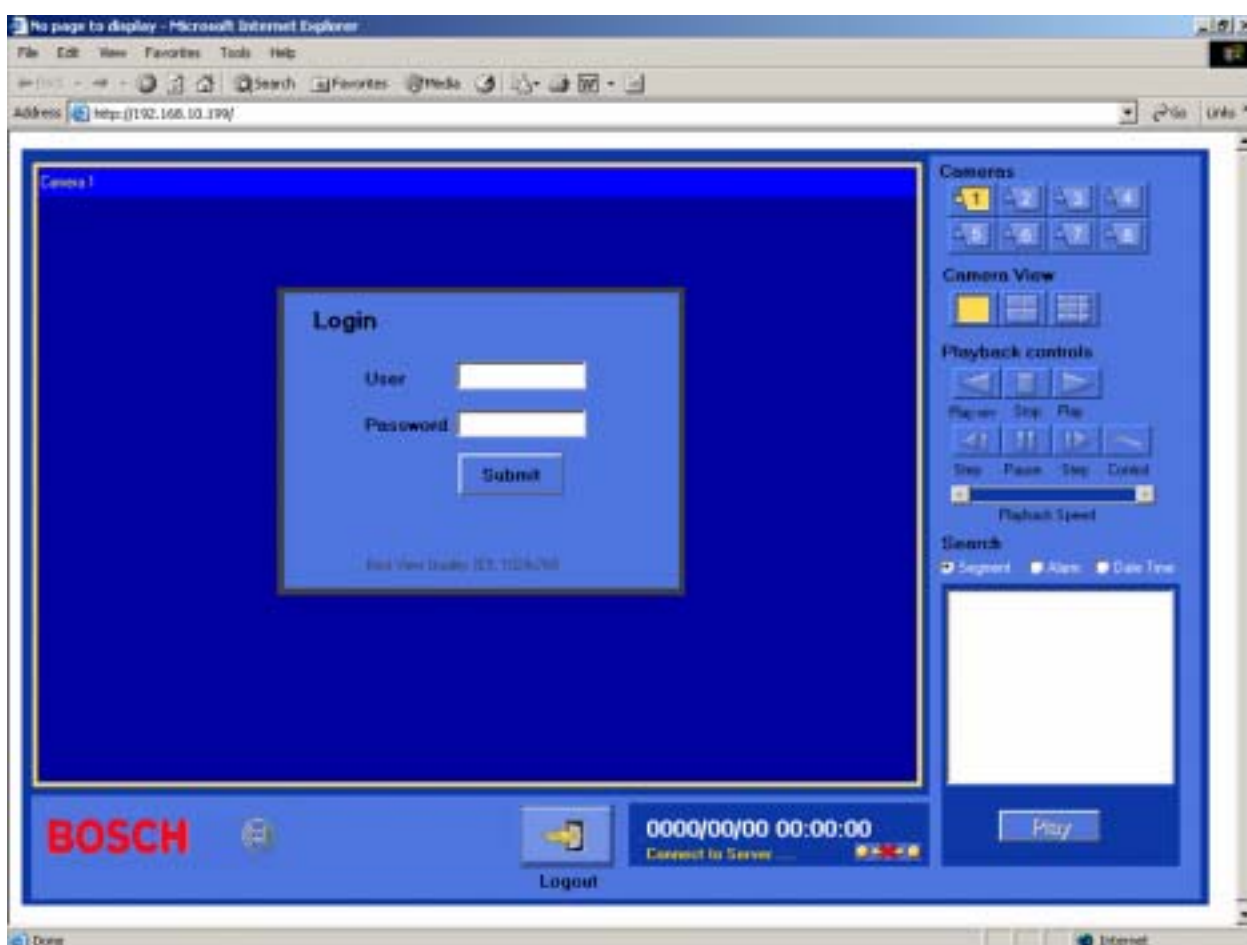 No page to display - Microsoft Internet Explorer
File Edit View Favorites Tools Help
Search Favorites Media
Address http://192.168.10.199/ Go Links
Camera 1
Login
User
Password
Submit
Cameras
1 2 3 4
5 6 7 8
Camera View
Playback controls
Stop Play
Step Pause Step Control
Playback Speed
Search
Segment Alarm Date Time
Play
BOSCH
Logout
0000/00/00 00:00:00
Connect to Server
Done Internet